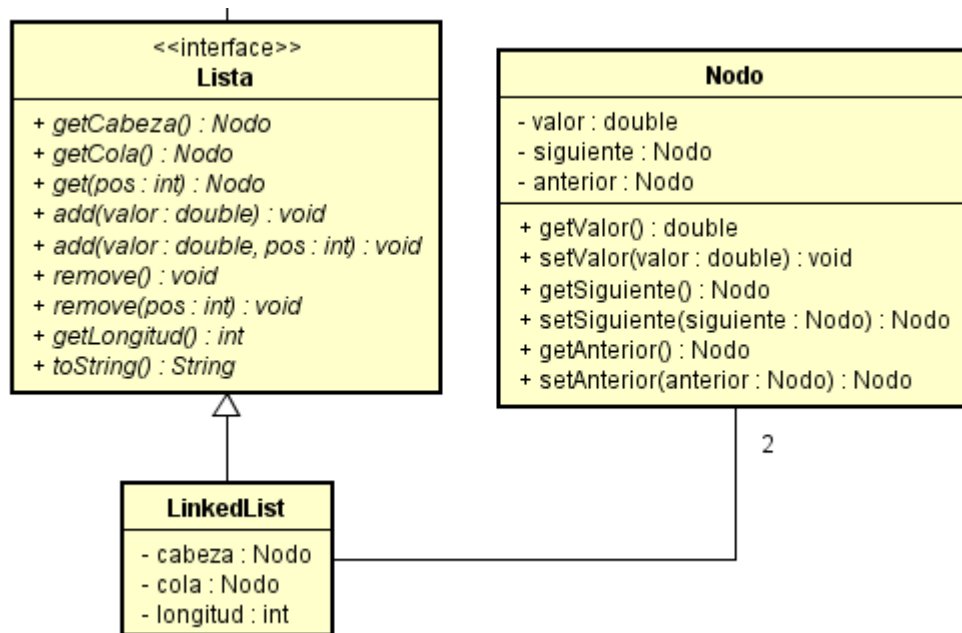 <<interface>>
Lista
+ getCabeza() : Nodo
+ getCola() : Nodo
+ get(pos : int) : Nodo
+ add(valor : double) : void
+ add(valor : double, pos : int) : void
+ remove() : void
+ remove(pos : int) : void
+ getLongitud() : int
+ toString() : String
Nodo
- valor : double
- siguiente : Nodo
- anterior : Nodo
+ getValor() : double
+ setValor(valor : double) : void
+ getSiguiente() : Nodo
+ setSiguiente(siguiente : Nodo) : Nodo
+ getAnterior() : Nodo
+ setAnterior(anterior : Nodo) : Nodo
2
LinkedList
- cabeza : Nodo
- cola : Nodo
- longitud : int